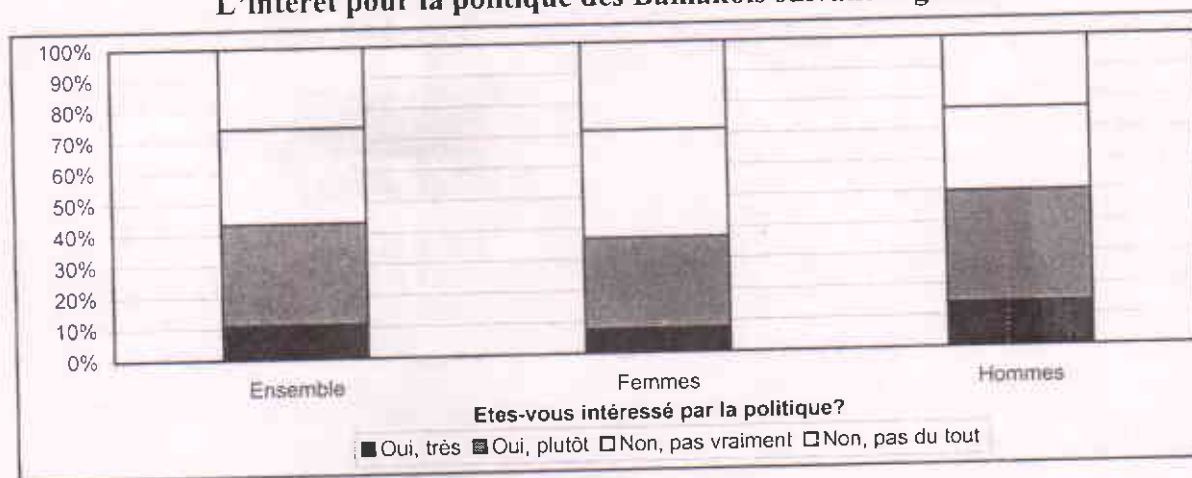 L'intérêt pour la politique des Bamakois suivant
100%
90%
80%
70%
60%
50%
40%
30%
20%
10%
0%
Ensemble Femmes Hommes
Etes-vous intéressé par la politique?
Oui, très Oui, plutôt Non, pas vraiment Non, pas du tout